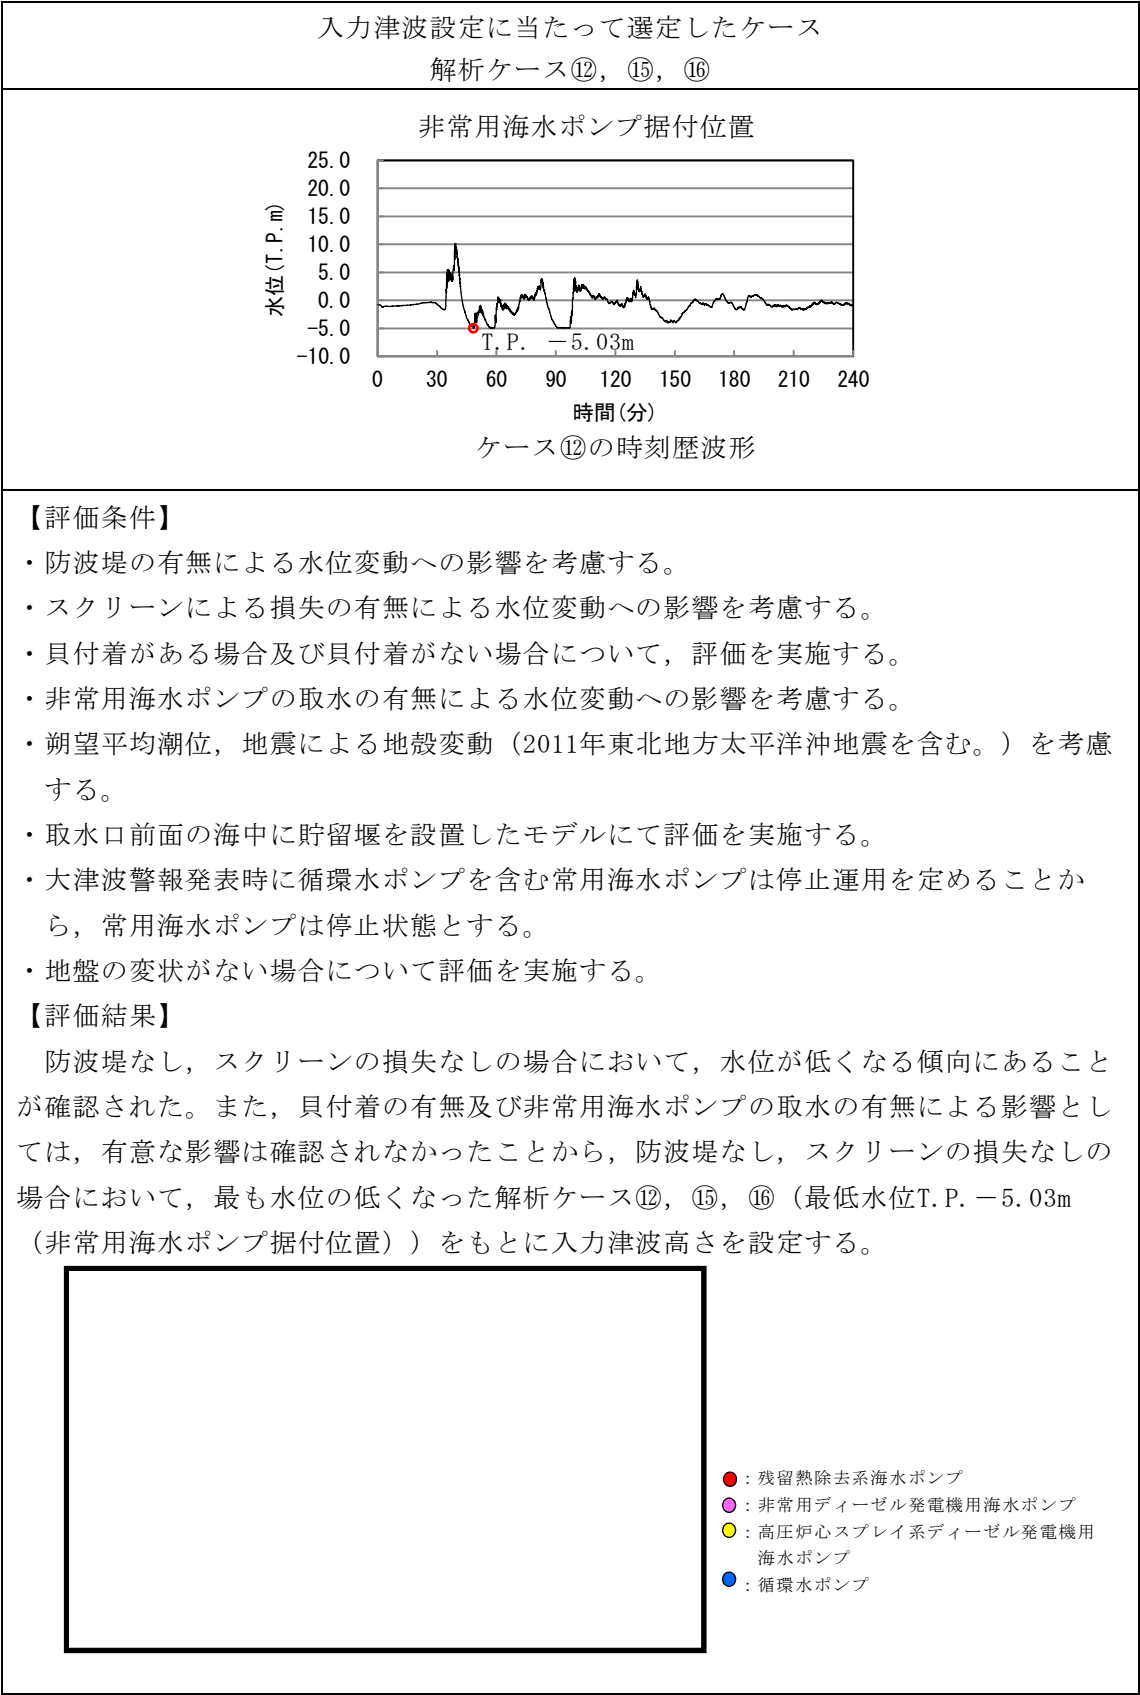 入力津波設定に当たって選定したケース
解析ケース⑫，⑮，⑯
非常用海水ポンプ据付位置
25.0
20.0
15.0
10.0
5.0
0.0
−5.0
−10.0
水位(T.P.m)
T.P. －5.03m
0 30 60 90 120 150 180 210 240
時間(分)
ケース⑫の時刻歴波形
【評価条件】
・防波堤の有無による水位変動への影響を考慮する。
・スクリーンによる損失の有無による水位変動への影響を考慮する。
・貝付着がある場合及び貝付着がない場合について，評価を実施する。
・非常用海水ポンプの取水の有無による水位変動への影響を考慮する。
・朔望平均潮位，地震による地殻変動（2011年東北地方太平洋沖地震を含む。）を考慮
する。
・取水口前面の海中に貯留堰を設置したモデルにて評価を実施する。
・大津波警報発表時に循環水ポンプを含む常用海水ポンプは停止運用を定めることか
ら，常用海水ポンプは停止状態とする。
・地盤の変状がない場合について評価を実施する。
【評価結果】
　防波堤なし，スクリーンの損失なしの場合において，水位が低くなる傾向にあること
が確認された。また，貝付着の有無及び非常用海水ポンプの取水の有無による影響とし
ては，有意な影響は確認されなかったことから，防波堤なし，スクリーンの損失なしの
場合において，最も水位の低くなった解析ケース⑫，⑮，⑯（最低水位T.P.－5.03m
（非常用海水ポンプ据付位置））をもとに入力津波高さを設定する。
：残留熱除去系海水ポンプ
：非常用ディーゼル発電機用海水ポンプ
：高圧炉心スプレイ系ディーゼル発電機用
海水ポンプ
：循環水ポンプ